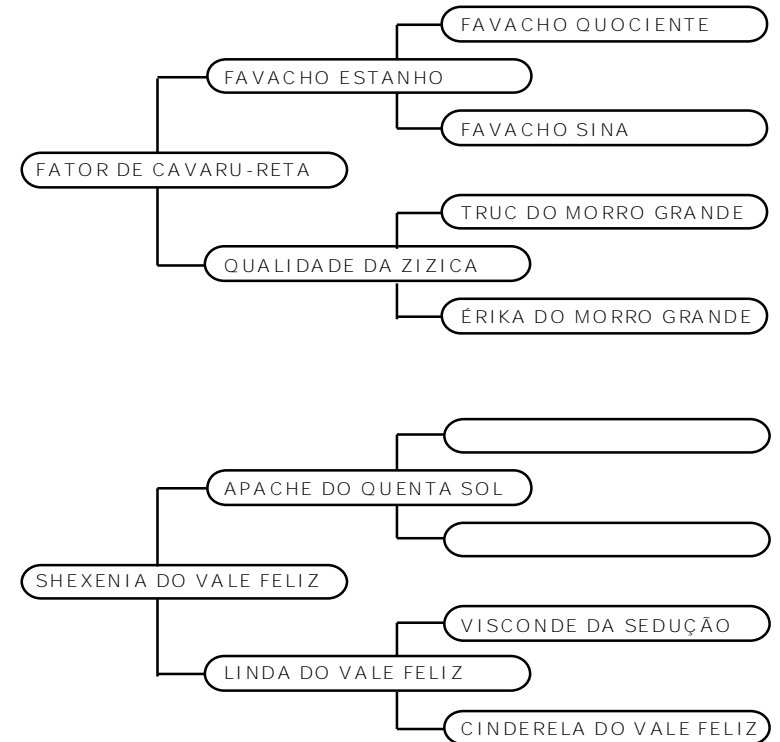 FAVACHO QUOCIENTE
FAVACHO ESTANHO
FAVACHO SINA
FATOR DE CAVARU-RETA
TRUC DO MORRO GRANDE
QUALIDADE DA ZIZICA
ÉRIKA DO MORRO GRANDE
APACHE DO QUENTA SOL
SHEXENIA DO VALE FELIZ
VISCONDE DA SEDUÇÃO
LINDA DO VALE FELIZ
CINDERELA DO VALE FELIZ